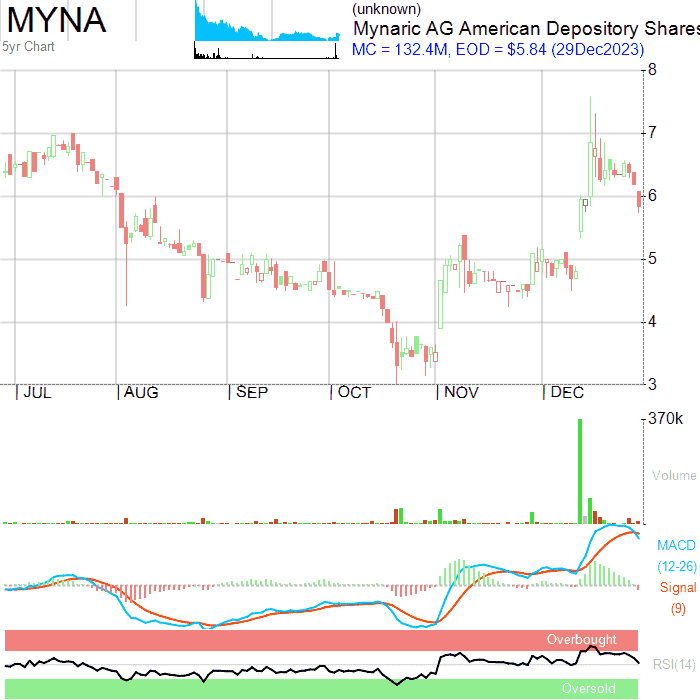 MYNA
5yr Chart
(unknown)
Mynaric AG American Depository Shares
MC = 132.4M, EOD = $5.84 (29Dec2023)
8
7
6
5
4
3
JUL AUG SEP OCT NOV DEC
370k
Volume
MACD
(12-26)
Signal
(9)
Overbought
RSI(14)
Oversold